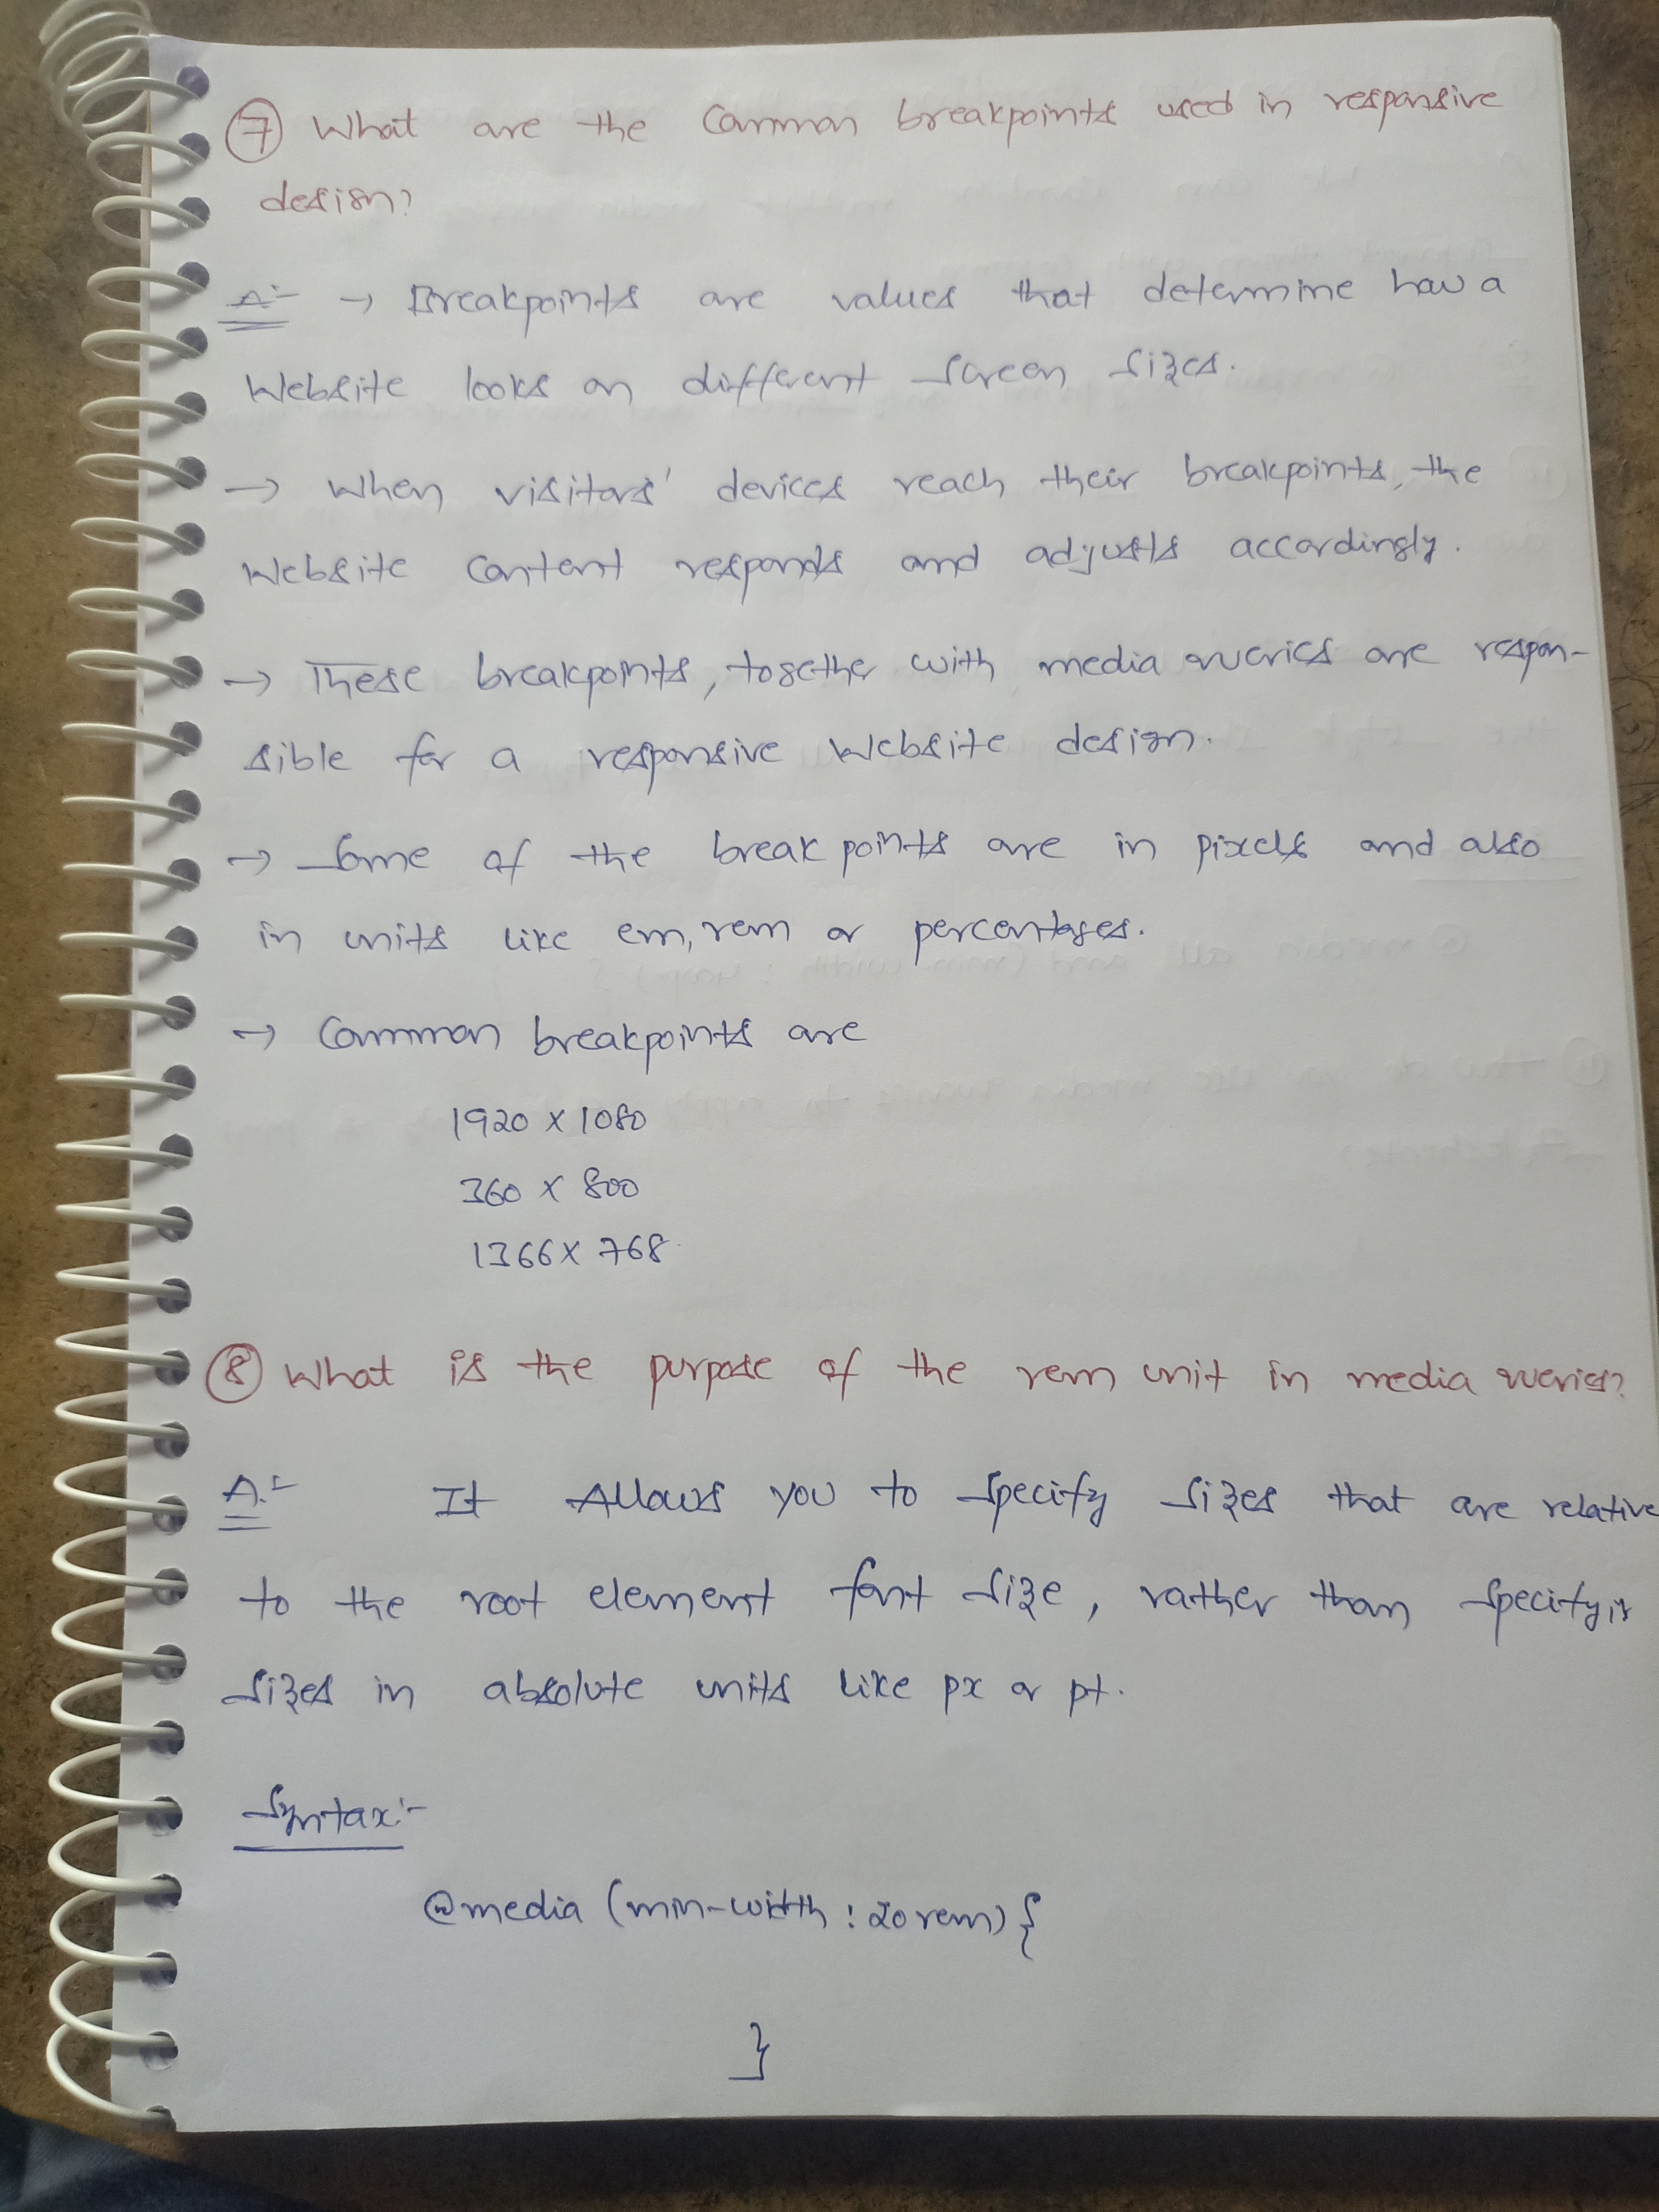 ⑦ What are the Common breakpoints used in responsive
design?
A:- → Breakpoints are values that determine how a
Website looks on different Screen Sizes.
→ When visitors' devices reach their breakpoints, the
Website Content responds and adjusts accordingly.
→ These breakpoints, together with media queries are respon-
sible for a responsive Website design.
→ Some of the break points are in pixels and also
in units like em, rem or percentages.
→ Common breakpoints are
1920 x 1080
360 x 800
1366 x 768
⑧ What is the purpose of the rem unit in media queries?
A:- It Allows you to Specify Sizes that are relative
to the root element font Size, rather than
Sizes in absolute units like px or pt.
Syntax:-
@media (min-width : 20rem) {
}